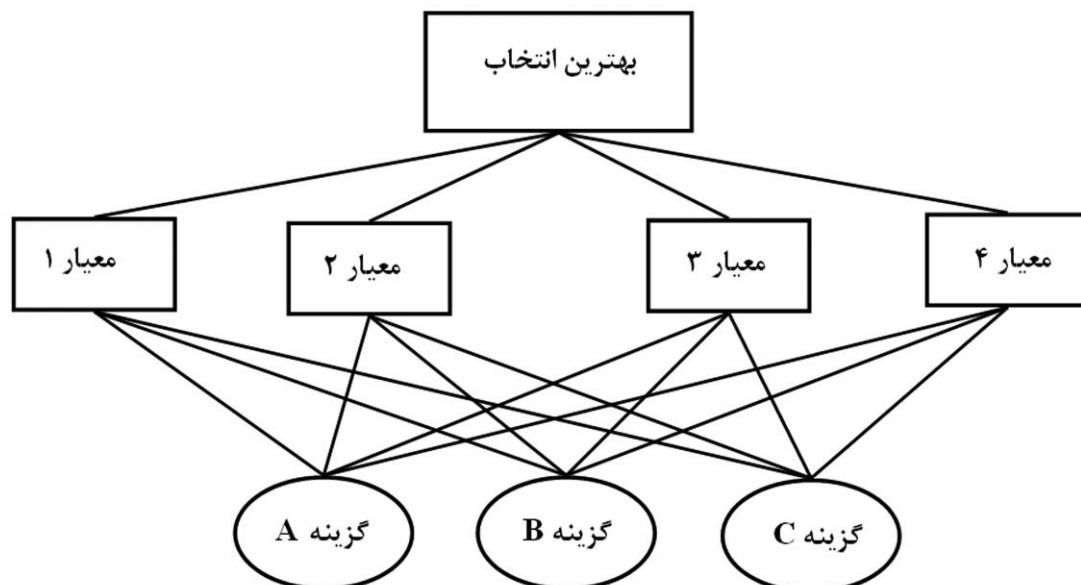 بهترین انتخاب
معیار ۱
معیار ۲
معیار ۳
معیار ۴
گزینه A
گزینه B
گزینه C